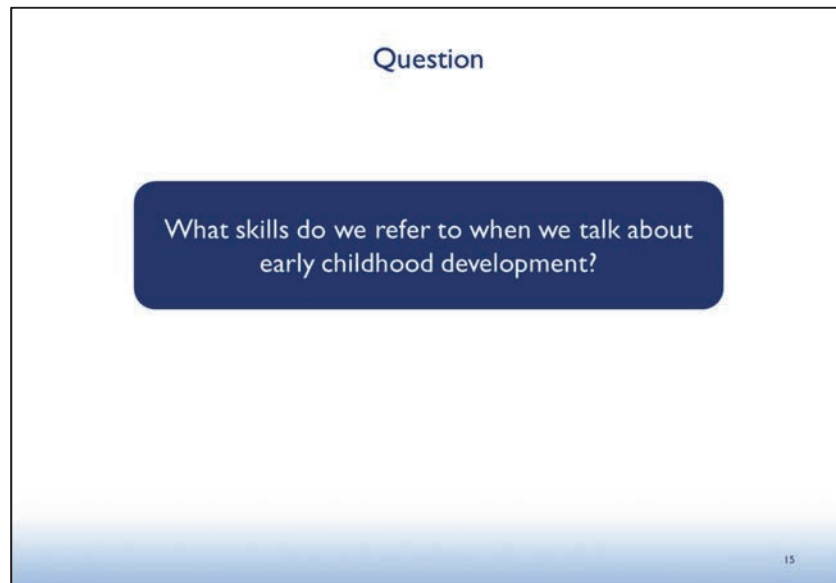 Question
What skills do we refer to when we talk about
early childhood development?
15